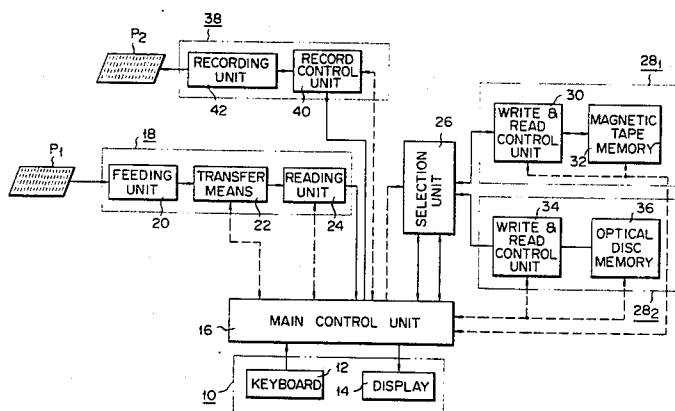 P2
38
RECORDING UNIT
42
RECORD CONTROL UNIT
40
P1
18
FEEDING UNIT
20
TRANSFER MEANS
22
READING UNIT
24
26
SELECTION UNIT
281
30
WRITE & READ CONTROL UNIT
MAGNETIC TAPE MEMORY
32
34
WRITE & READ CONTROL UNIT
36
OPTICAL DISC MEMORY
282
16
MAIN CONTROL UNIT
10
12
KEYBOARD
14
DISPLAY